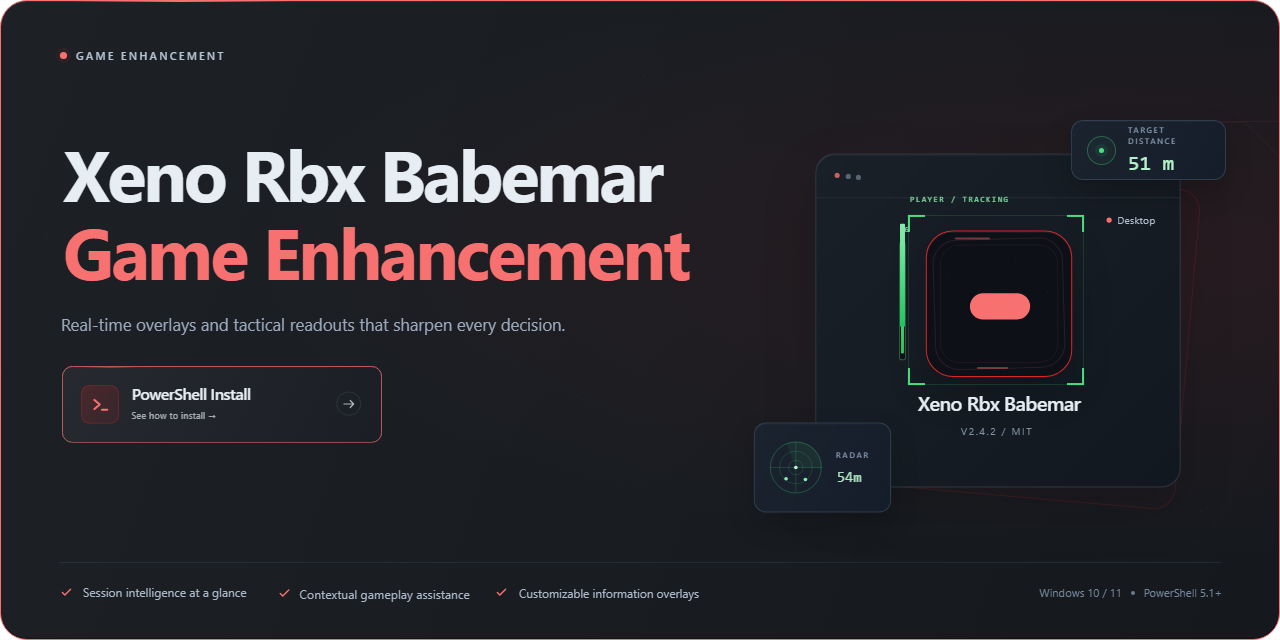 GAME ENHANCEMENT
Xeno Rbx Babemar
Game Enhancement
Real-time overlays and tactical readouts that sharpen every decision.
PowerShell Install
See how to install →
TARGET
DISTANCE
51 m
PLAYER / TRACKING
Desktop
Xeno Rbx Babemar
V2.4.2 / MIT
RADAR
54m
Session intelligence at a glance
Contextual gameplay assistance
Customizable information overlays
Windows 10 / 11 • PowerShell 5.1+